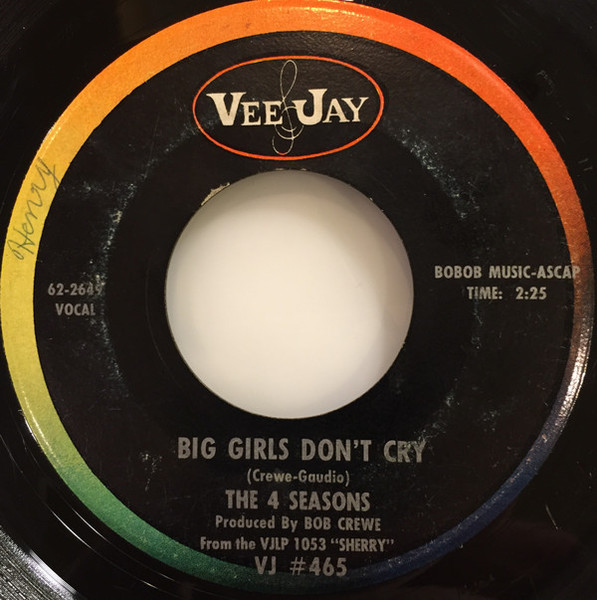 VEE JAY
Henry
62-2649
VOCAL
BOBOB MUSIC-ASCAP
TIME: 2:25
BIG GIRLS DON'T CRY
(Crewe-Gaudio)
THE 4 SEASONS
Produced By BOB CREWE
From the VJLP 1053 "SHERRY"
VJ #465